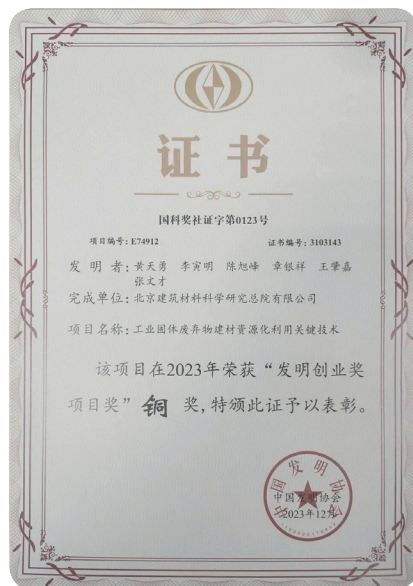 证书
国科奖社证字第0123号
项目编号:E74912 证书编号:3103143
发明者:黄天勇 李寅明 陈旭峰 章银祥 王肇嘉
张文才
完成单位:北京建筑材料科学研究总院有限公司
项目名称:工业固体废弃物建材资源化利用关键技术
该项目在2023年荣获“发明创业奖
项目奖”铜奖,特颁此证予以表彰。
中国发明协会
中国发明协会
2023年12月